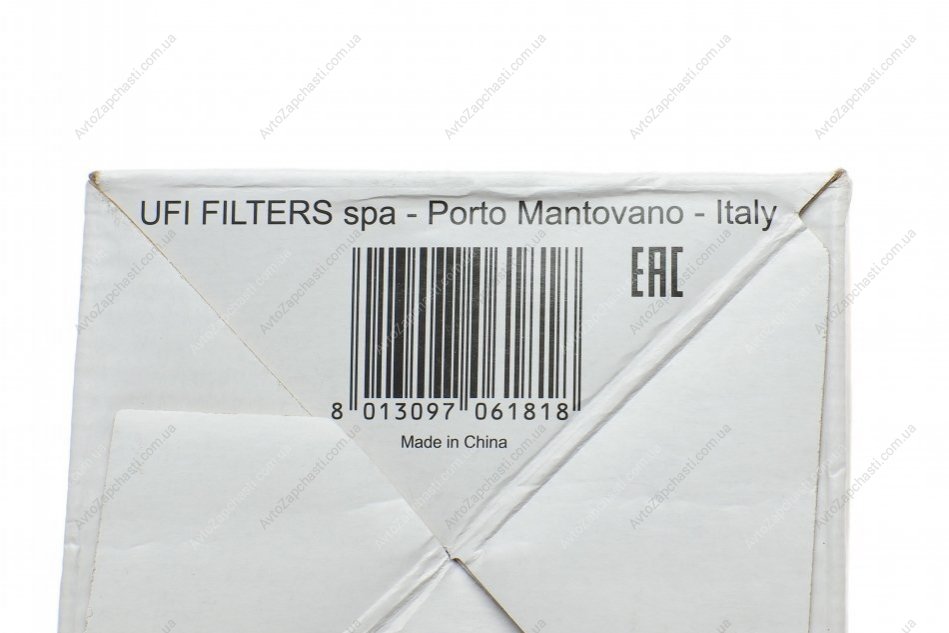 UFI FILTERS spa - Porto Mantovano - Italy
EAC
8 013097 061818
Made in China
AvtoZapchasti.com.ua